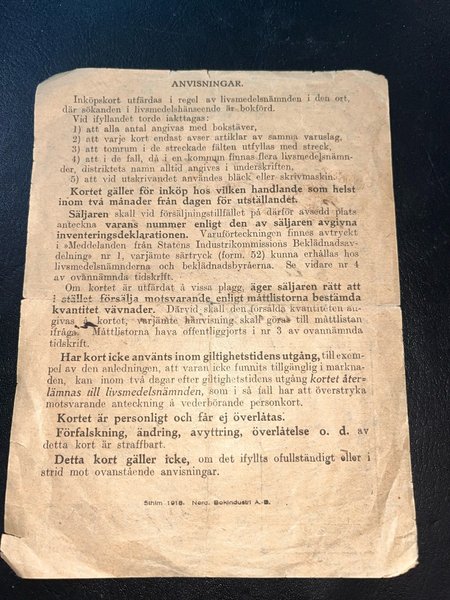 ANVISNINGAR.
Inköpskort utfärdas i regel av livsmedelsnämnden i den ort,
där sökanden i livsmedelshänseende är bokförd.
Vid ifyllandet torde iakttagas:
1) att alla antal angivas med bokstäver,
2) att varje kort endast avser artiklar av samma varuslag,
3) att tomrum i de streckade fälten utfyllas med streck,
4) att i de fall, då i en kommun finnas flera livsmedelsnämn-
der, distriktets namn alltid angives i underskriften,
5) att vid utskrivandet användes bläck eller skrivmaskin.
Kortet gäller för inköp hos vilken handlande som helst
inom två månader från dagen för utställandet.
Säljaren skall vid försäljningstillfället på därför avsedd plats
anteckna varans nummer enligt den av säljaren avgivna
inventeringsdeklarationen. Varuförteckningen finnes avtryckt
i »Meddelanden från Statens Industrikommissions Beklädnadsav-
delning» nr 1, varjämte särtryck (form. 52) kunna erhållas hos
livsmedelsnämnderna och beklädnadsbyråerna. Se vidare nr 4
av ovannämnda tidskrift.
Om kortet är utfärdat å vissa plagg, äger säljaren rätt att
i stället försälja motsvarande enligt måttlistorna bestämda
kvantitet vävnader. Därvid skall den försålda kvantiteten an-
givas å kortet, varjämte hänvisning skall göras till måttlistan
ifråga. Måttlistorna hava offentliggjorts i nr 3 av ovannämnda
tidskrift.
Har kort icke använts inom giltighetstidens utgång, till exem-
pel av den anledningen, att varan icke funnits tillgänglig i markna-
den, kan inom två dagar efter giltighetstidens utgång kortet åter-
lämnas till livsmedelsnämnden, som i så fall har att överstryka
motsvarande anteckning å vederbörande personkort.
Kortet är personligt och får ej överlåtas.
Förfalskning, ändring, avyttring, överlåtelse o. d. av
detta kort är straffbart.
Detta kort gäller icke, om det ifyllts ofullständigt eller i
strid mot ovanstående anvisningar.
Sthlm 1918. Nord. Bokindustri A.-B.